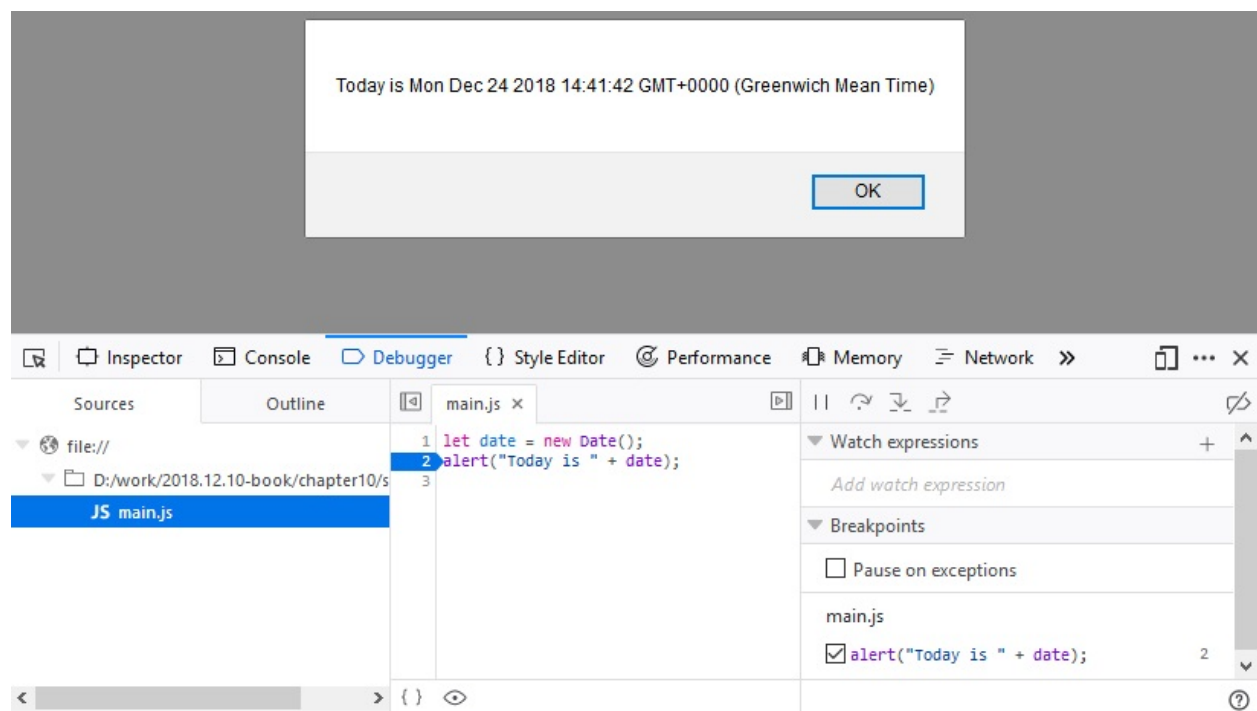 Today is Mon Dec 24 2018 14:41:42 GMT+0000 (Greenwich Mean Time)
OK
Inspector Console Debugger { } Style Editor Performance Memory Network »
Sources Outline main.js ×
file://
D:/work/2018.12.10-book/chapter10/s
JS main.js
1 let date = new Date();
2 alert("Today is " + date);
3
Watch expressions
Add watch expression
Breakpoints
Pause on exceptions
main.js
alert("Today is " + date); 2
{ }